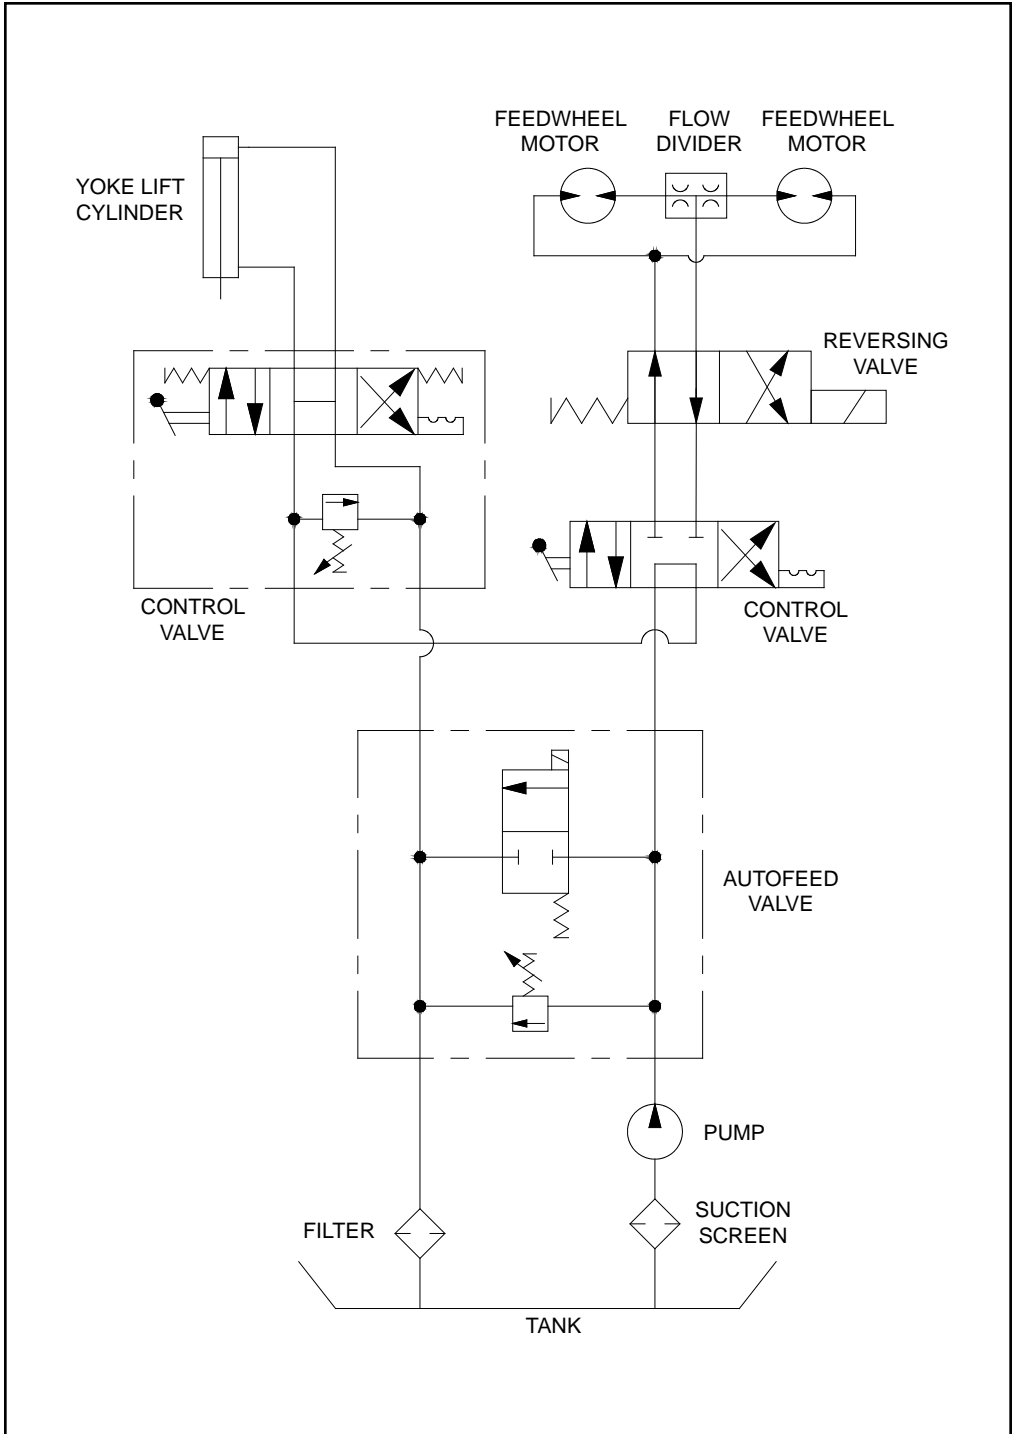 FEEDWHEEL
MOTOR
FLOW
DIVIDER
FEEDWHEEL
MOTOR
YOKE LIFT
CYLINDER
REVERSING
VALVE
CONTROL
VALVE
CONTROL
VALVE
AUTOFEED
VALVE
PUMP
SUCTION
SCREEN
FILTER
TANK